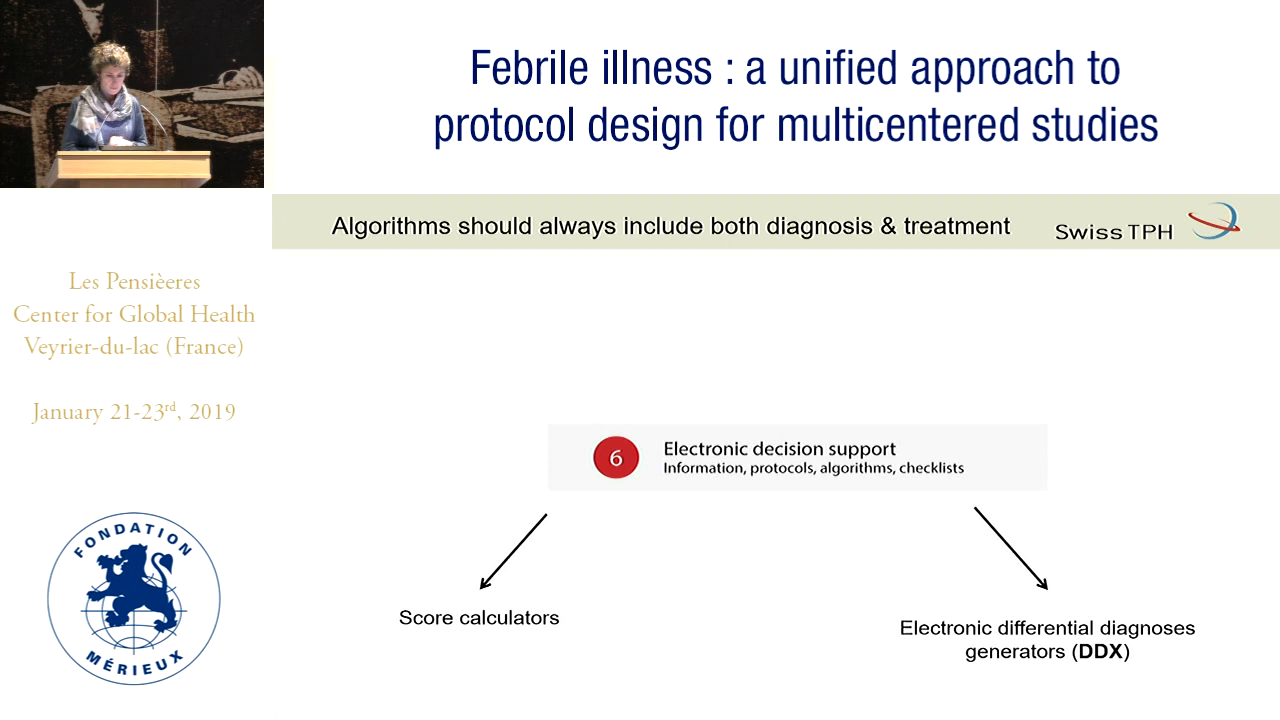 Febrile illness : a unified approach to
protocol design for multicentered studies
Algorithms should always include both diagnosis & treatment
Swiss TPH
Les Pensièeres
Center for Global Health
Veyrier-du-lac (France)
January 21-23rd, 2019
6
Electronic decision support
Information, protocols, algorithms, checklists
Score calculators
Electronic differential diagnoses
generators (DDX)
FONDATION
MÉRIEUX